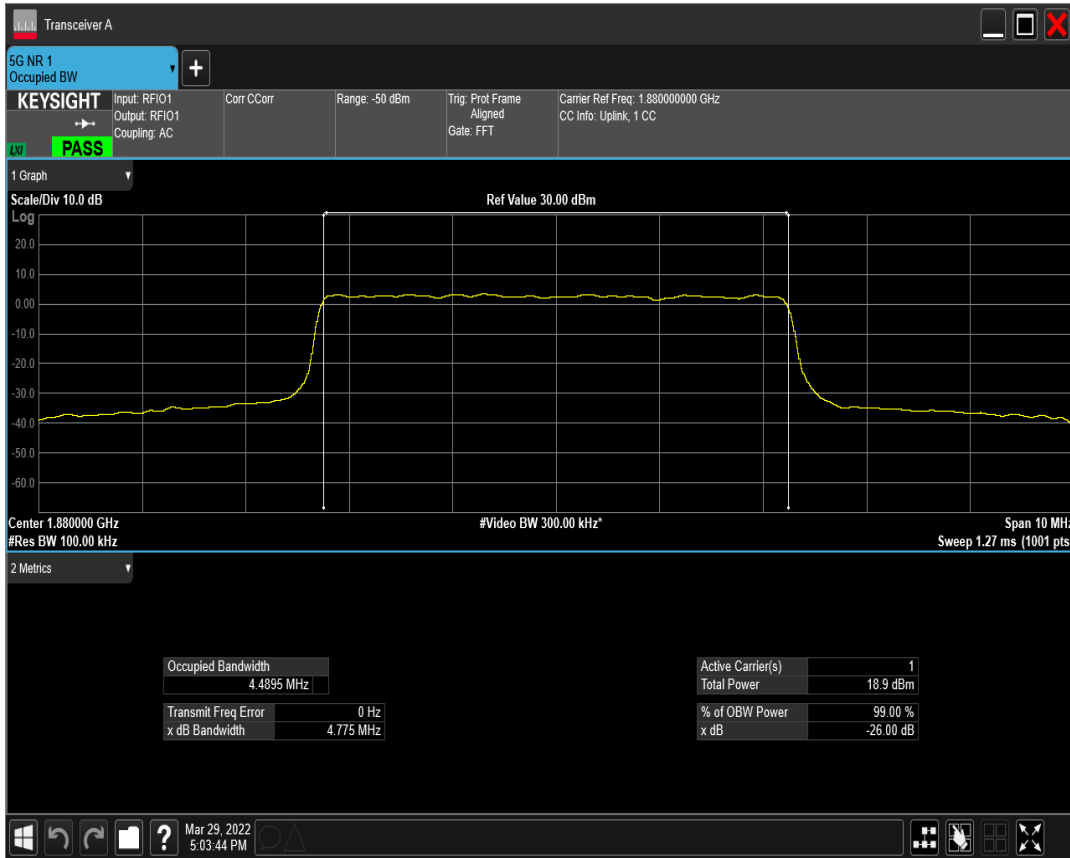 Transceiver A
5G NR 1
Occupied BW
+
KEYSIGHT
LXI
PASS
Input: RFIO1
Output: RFIO1
Coupling: AC
Corr CCorr
Range: -50 dBm
Trig: Prot Frame
Aligned
Gate: FFT
Carrier Ref Freq: 1.880000000 GHz
CC Info: Uplink, 1 CC
1 Graph
Scale/Div 10.0 dB
Ref Value 30.00 dBm
Log
20.0
10.0
0.00
-10.0
-20.0
-30.0
-40.0
-50.0
-60.0
Center 1.880000 GHz
#Video BW 300.00 kHz*
Span 10 MHz
#Res BW 100.00 kHz
Sweep 1.27 ms (1001 pts
2 Metrics
Occupied Bandwidth
4.4895 MHz
Transmit Freq Error 0 Hz
x dB Bandwidth 4.775 MHz
Active Carrier(s) 1
Total Power 18.9 dBm
% of OBW Power 99.00 %
x dB -26.00 dB
?
Mar 29, 2022
5:03:44 PM